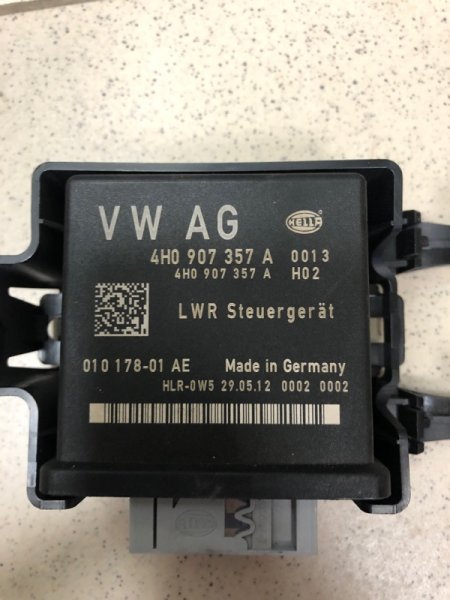 VW AG HELLA
4H0 907 357 A 0013
4H0 907 357 A H02
LWR Steuergerät
010 178-01 AE Made in Germany
HLR-0W5 29.05.12 0002 0002
HELLA